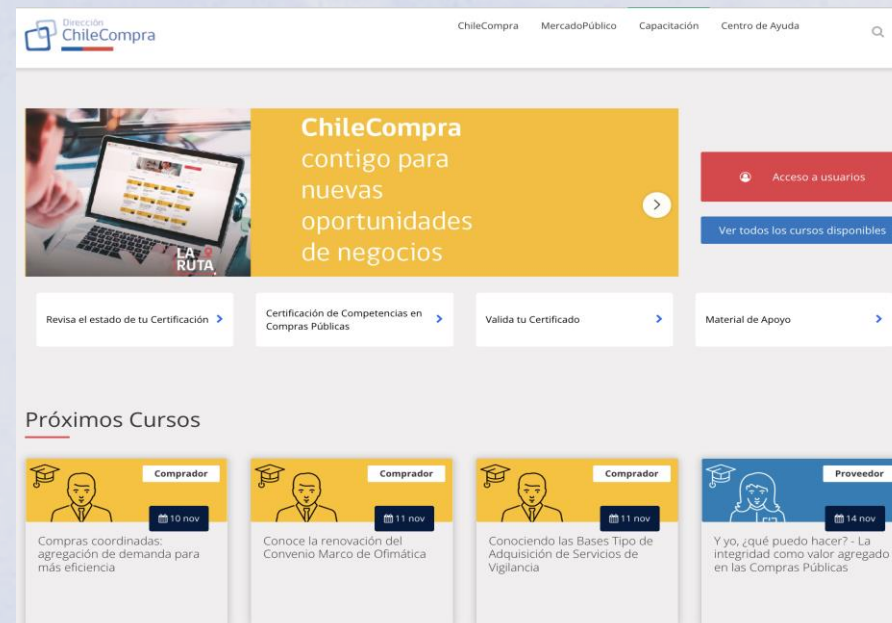 Dirección
ChileCompra
ChileCompra MercadoPúblico Capacitación Centro de Ayuda
LA
RUTA
ChileCompra
contigo para
nuevas
oportunidades
de negocios
Acceso a usuarios
Ver todos los cursos disponibles
Revisa el estado de tu Certificación
Certificación de Competencias en
Compras Públicas
Valida tu Certificado
Material de Apoyo
Próximos Cursos
Comprador
10 nov
Compras coordinadas:
agregación de demanda para
más eficiencia
Comprador
11 nov
Conoce la renovación del
Convenio Marco de Ofimática
Comprador
11 nov
Conociendo las Bases Tipo de
Adquisición de Servicios de
Vigilancia
Proveedor
14 nov
Y yo, ¿qué puedo hacer? - La
integridad como valor agregado
en las Compras Públicas